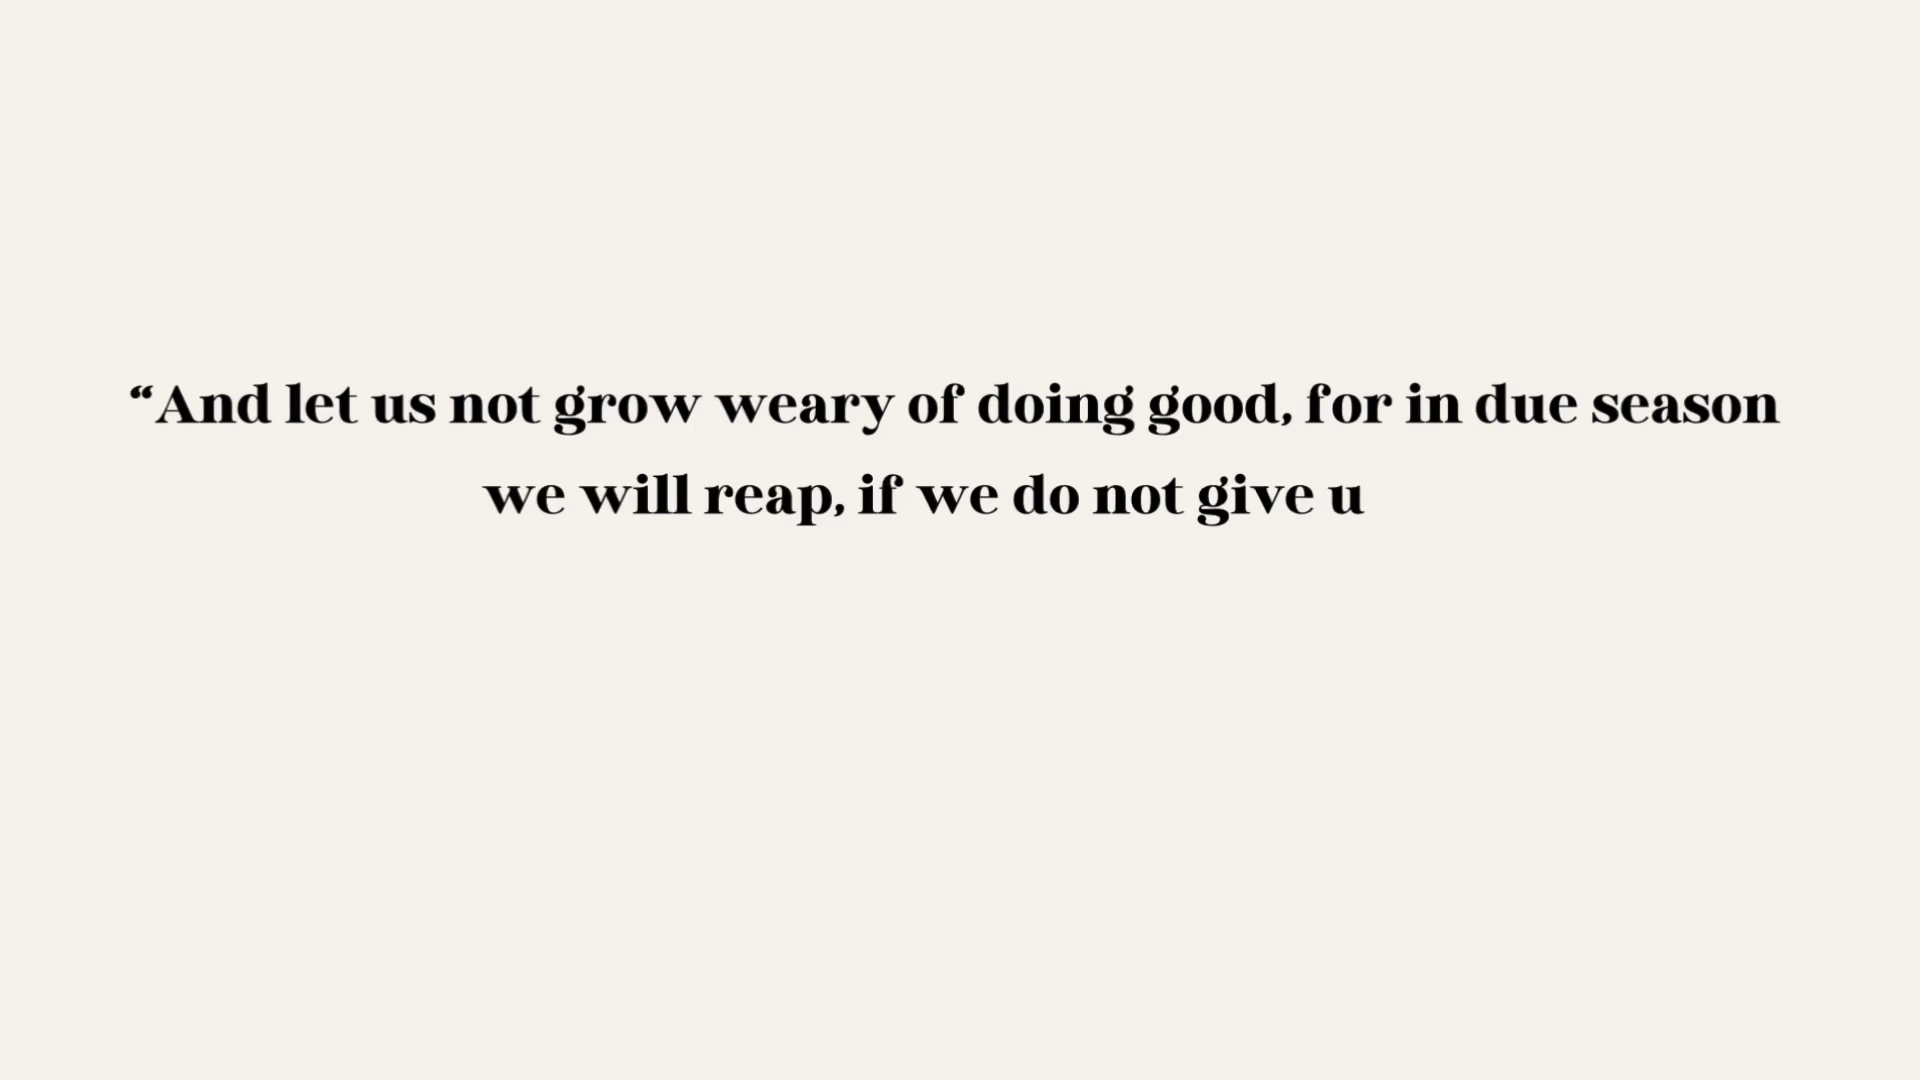 “And let us not grow weary of doing good, for in due season
we will reap, if we do not give u